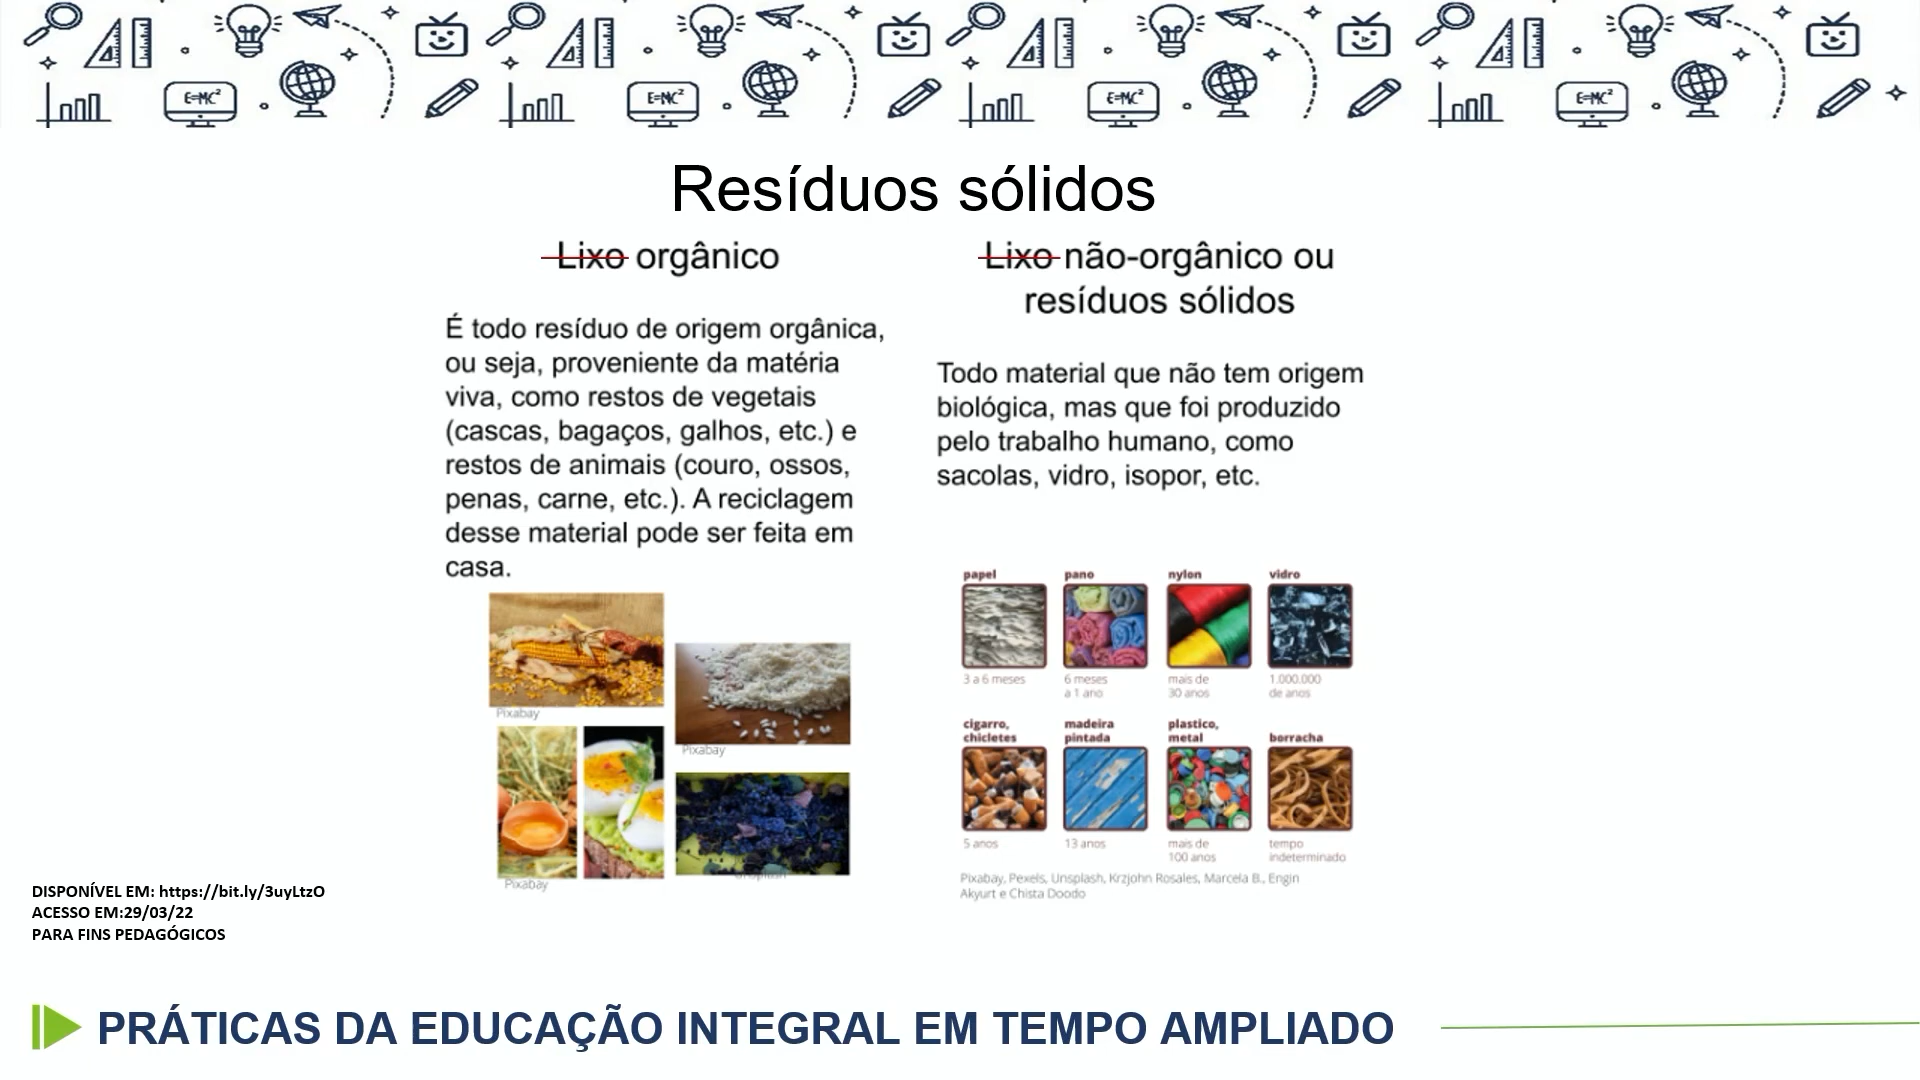 E=MC²
E=MC²
E=MC²
E=MC²
Resíduos sólidos
Lixo orgânico
É todo resíduo de origem orgânica,
ou seja, proveniente da matéria
viva, como restos de vegetais
(cascas, bagaços, galhos, etc.) e
restos de animais (couro, ossos,
penas, carne, etc.). A reciclagem
desse material pode ser feita em
casa.
Pixabay
Pixabay
Pixabay
Unsplash
Lixo não-orgânico ou
resíduos sólidos
Todo material que não tem origem
biológica, mas que foi produzido
pelo trabalho humano, como
sacolas, vidro, isopor, etc.
papel
3 a 6 meses
pano
6 meses
a 1 ano
nylon
mais de
30 anos
vidro
1.000.000
de anos
cigarro,
chicletes
5 anos
madeira
pintada
13 anos
plastico,
metal
mais de
100 anos
borracha
tempo
indeterminado
Pixabay, Pexels, Unsplash, Krzjohn Rosales, Marcela B., Engin
Akyurt e Chista Doodo
DISPONÍVEL EM: https://bit.ly/3uyLtzO
ACESSO EM:29/03/22
PARA FINS PEDAGÓGICOS
PRÁTICAS DA EDUCAÇÃO INTEGRAL EM TEMPO AMPLIADO